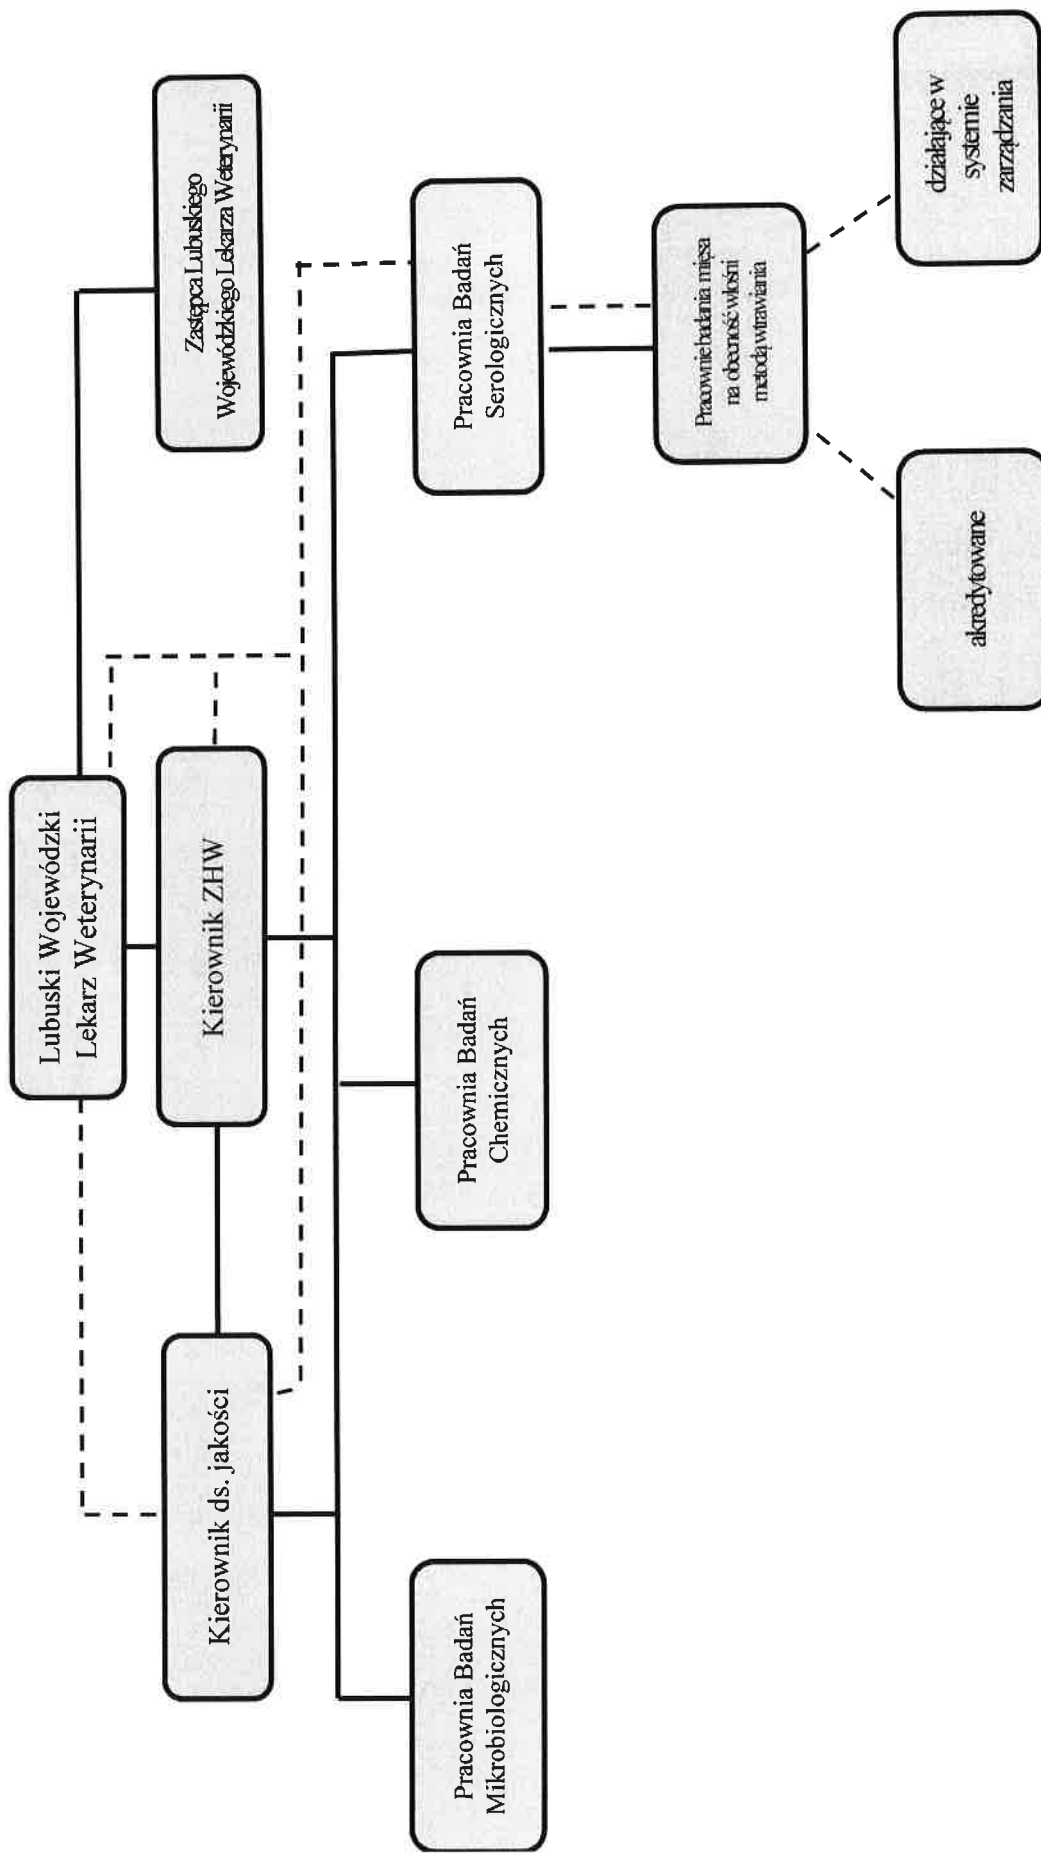 Lubuski Wojewódzki
Lekarz Weterynarii
Kierownik ds. jakości
Kierownik ZHW
Zastępca Lubuskiego
Wojewódzkiego Lekarza Weterynarii
Pracownia Badań
Mikrobiologicznych
Pracownia Badań
Chemicznych
Pracownia Badań
Serologicznych
Pracownie badania mięsa
na obecność włośni
metodą wytrawiania
akredytowane
działające w
systemie
zarządzania